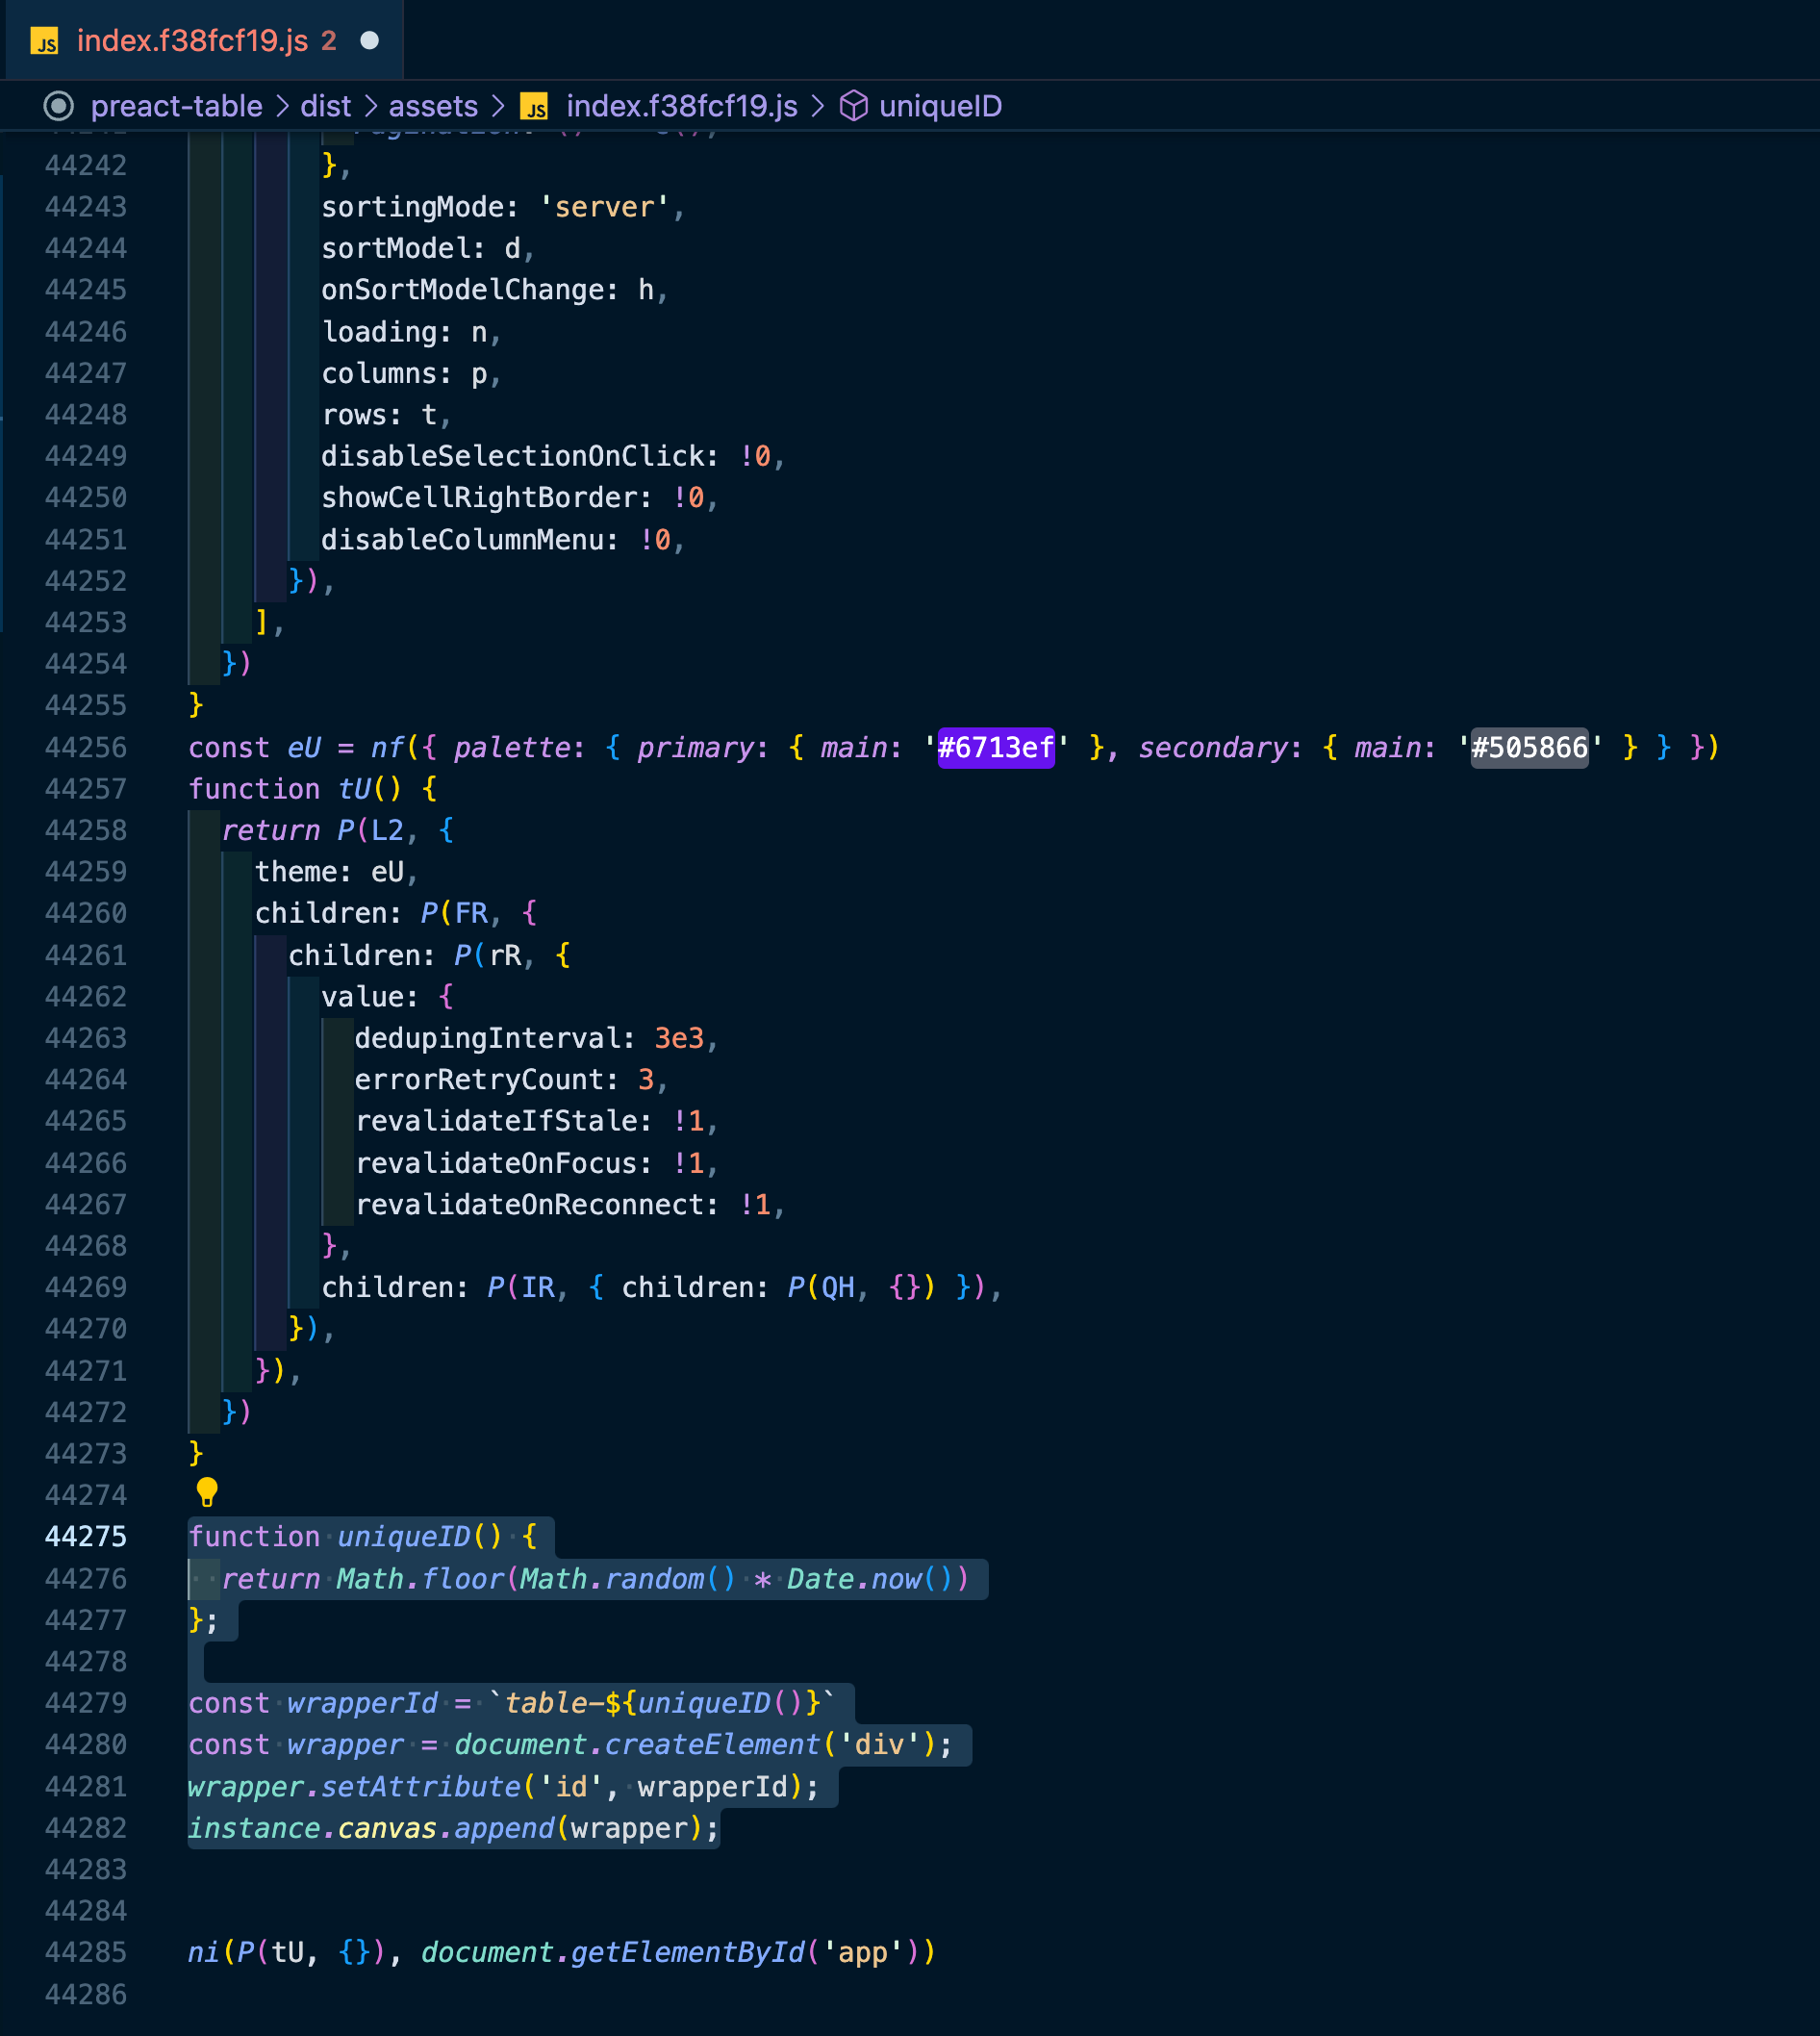 JS index.f38fcf19.js 2
preact-table > dist > assets > JS index.f38fcf19.js > uniqueID
44242 },
44243 sortingMode: 'server',
44244 sortModel: d,
44245 onSortModelChange: h,
44246 loading: n,
44247 columns: p,
44248 rows: t,
44249 disableSelectionOnClick: !0,
44250 showCellRightBorder: !0,
44251 disableColumnMenu: !0,
44252 }),
44253 ],
44254 })
44255 }
44256 const eU = nf({ palette: { primary: { main: '#6713ef' }, secondary: { main: '#505866' } } })
44257 function tU() {
44258 return P(L2, {
44259 theme: eU,
44260 children: P(FR, {
44261 children: P(rR, {
44262 value: {
44263 dedupingInterval: 3e3,
44264 errorRetryCount: 3,
44265 revalidateIfStale: !1,
44266 revalidateOnFocus: !1,
44267 revalidateOnReconnect: !1,
44268 },
44269 children: P(IR, { children: P(QH, {}) }),
44270 }),
44271 }),
44272 })
44273 }
44274
44275 function uniqueID() {
44276 return Math.floor(Math.random() * Date.now())
44277 };
44278
44279 const wrapperId = `table-${uniqueID()}`
44280 const wrapper = document.createElement('div');
44281 wrapper.setAttribute('id', wrapperId);
44282 instance.canvas.append(wrapper);
44283
44284
44285 ni(P(tU, {}), document.getElementById('app'))
44286